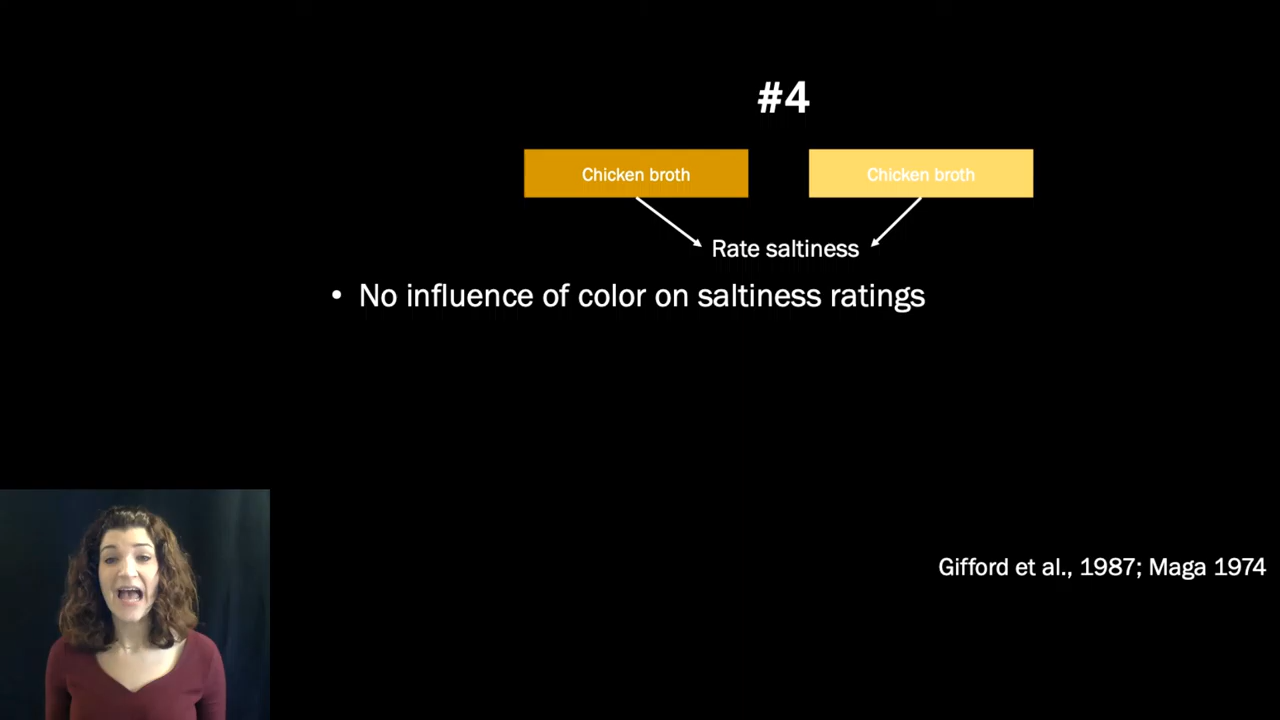 #4
Chicken broth
Chicken broth
Rate saltiness
• No influence of color on saltiness ratings
Gifford et al., 1987; Maga 1974